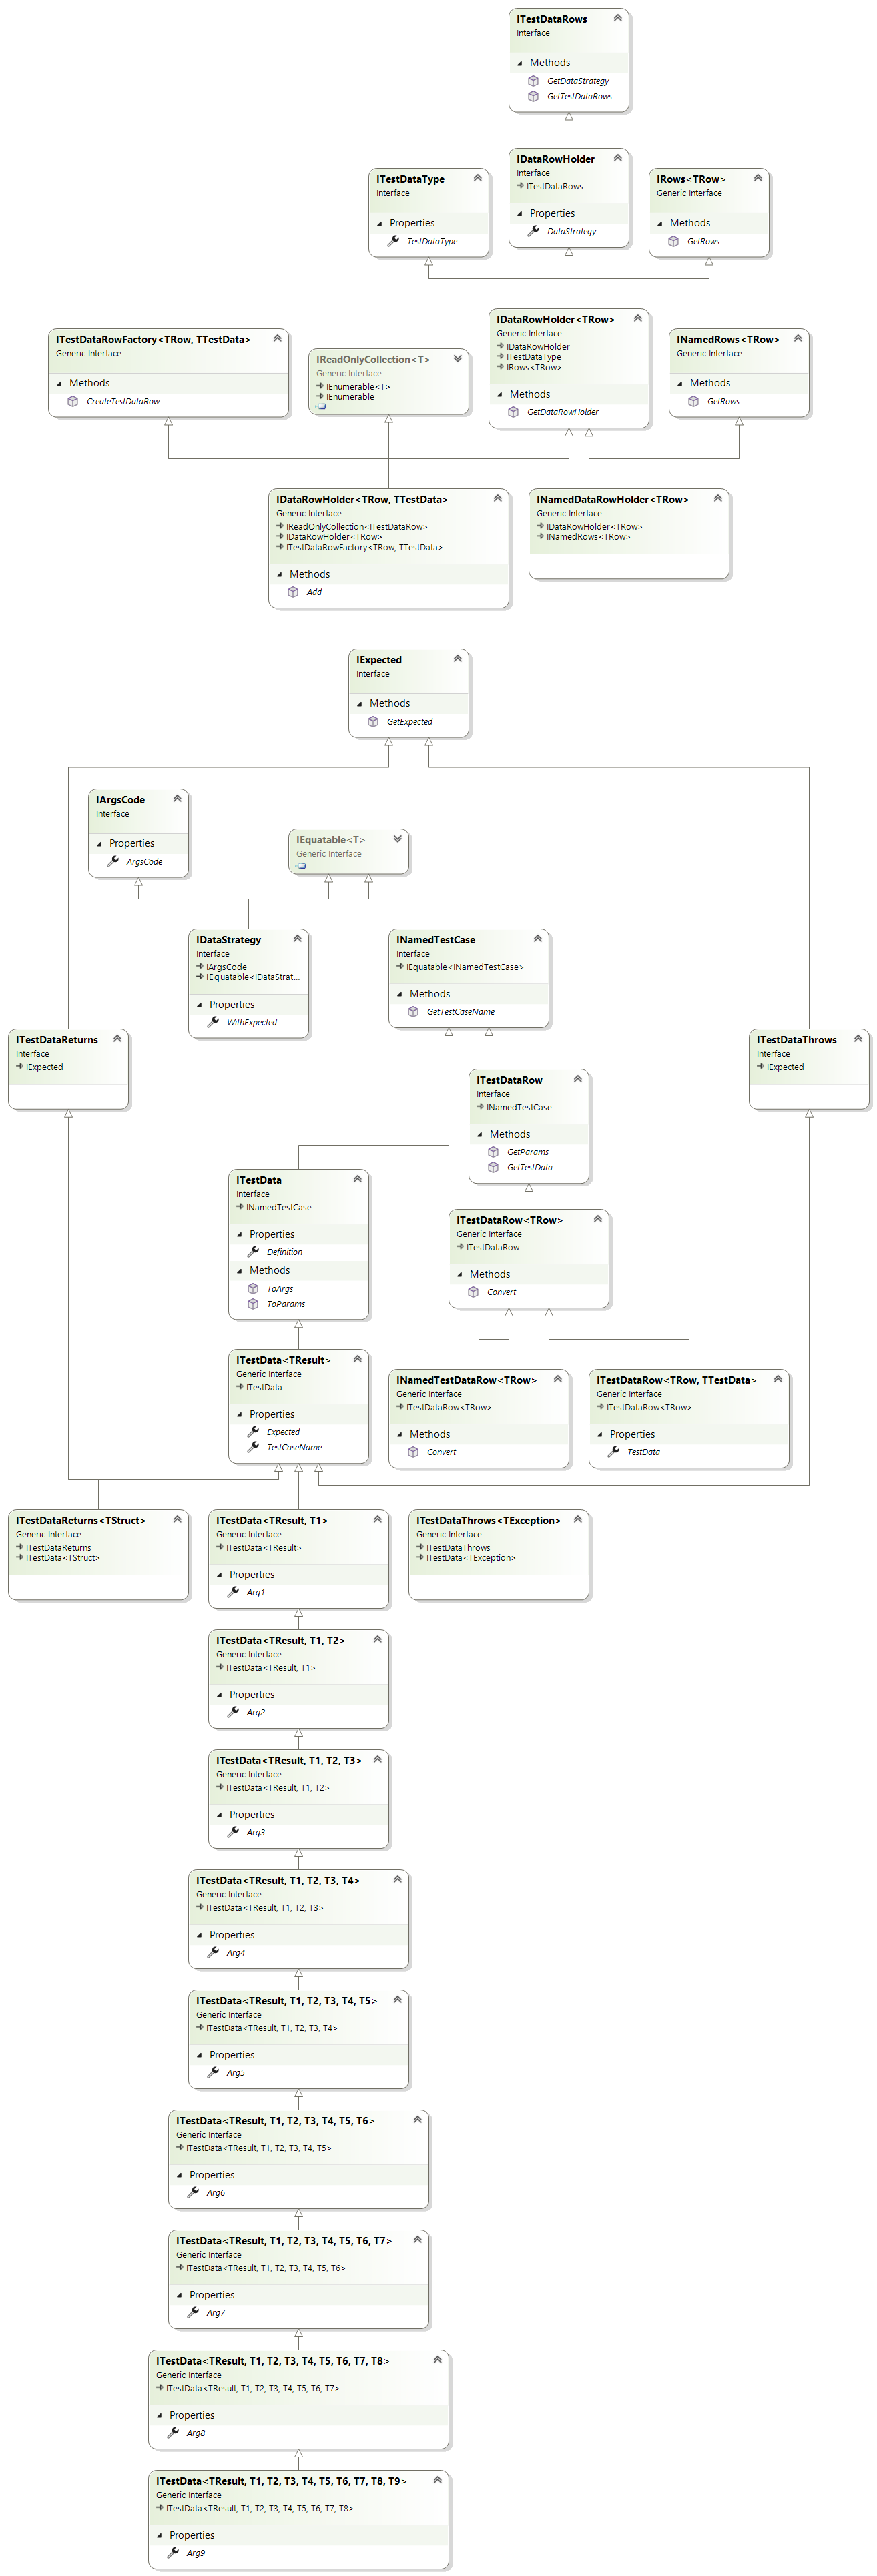 ITestDataRows
Interface
Methods
GetDataStrategy
GetTestDataRows
ITestDataType
Interface
Properties
TestDataType
IDataRowHolder
Interface
ITestDataRows
Properties
DataStrategy
IRows<TRow>
Generic Interface
Methods
GetRows
ITestDataRowFactory<TRow, TTestData>
Generic Interface
Methods
CreateTestDataRow
IReadOnlyCollection<T>
Generic Interface
IEnumerable<T>
IEnumerable
IDataRowHolder<TRow>
Generic Interface
IDataRowHolder
ITestDataType
IRows<TRow>
Methods
GetDataRowHolder
INamedRows<TRow>
Generic Interface
Methods
GetRows
IDataRowHolder<TRow, TTestData>
Generic Interface
IReadOnlyCollection<ITestDataRow>
IDataRowHolder<TRow>
ITestDataRowFactory<TRow, TTestData>
Methods
Add
INamedDataRowHolder<TRow>
Generic Interface
IDataRowHolder<TRow>
INamedRows<TRow>
IExpected
Interface
Methods
GetExpected
IArgsCode
Interface
Properties
ArgsCode
IEquatable<T>
Generic Interface
IDataStrategy
Interface
IArgsCode
IEquatable<IDataStrat...
Properties
WithExpected
INamedTestCase
Interface
IEquatable<INamedTestCase>
Methods
GetTestCaseName
ITestDataReturns
Interface
IExpected
ITestDataThrows
Interface
IExpected
ITestDataRow
Interface
INamedTestCase
Methods
GetParams
GetTestData
ITestData
Interface
INamedTestCase
Properties
Definition
Methods
ToArgs
ToParams
ITestDataRow<TRow>
Generic Interface
ITestDataRow
Methods
Convert
ITestData<TResult>
Generic Interface
ITestData
Properties
Expected
TestCaseName
INamedTestDataRow<TRow>
Generic Interface
ITestDataRow<TRow>
Methods
Convert
ITestDataRow<TRow, TTestData>
Generic Interface
ITestDataRow<TRow>
Properties
TestData
ITestDataReturns<TStruct>
Generic Interface
ITestDataReturns
ITestData<TStruct>
ITestData<TResult, T1>
Generic Interface
ITestData<TResult>
Properties
Arg1
ITestDataThrows<TException>
Generic Interface
ITestDataThrows
ITestData<TException>
ITestData<TResult, T1, T2>
Generic Interface
ITestData<TResult, T1>
Properties
Arg2
ITestData<TResult, T1, T2, T3>
Generic Interface
ITestData<TResult, T1, T2>
Properties
Arg3
ITestData<TResult, T1, T2, T3, T4>
Generic Interface
ITestData<TResult, T1, T2, T3>
Properties
Arg4
ITestData<TResult, T1, T2, T3, T4, T5>
Generic Interface
ITestData<TResult, T1, T2, T3, T4>
Properties
Arg5
ITestData<TResult, T1, T2, T3, T4, T5, T6>
Generic Interface
ITestData<TResult, T1, T2, T3, T4, T5>
Properties
Arg6
ITestData<TResult, T1, T2, T3, T4, T5, T6, T7>
Generic Interface
ITestData<TResult, T1, T2, T3, T4, T5, T6>
Properties
Arg7
ITestData<TResult, T1, T2, T3, T4, T5, T6, T7, T8>
Generic Interface
ITestData<TResult, T1, T2, T3, T4, T5, T6, T7>
Properties
Arg8
ITestData<TResult, T1, T2, T3, T4, T5, T6, T7, T8, T9>
Generic Interface
ITestData<TResult, T1, T2, T3, T4, T5, T6, T7, T8>
Properties
Arg9